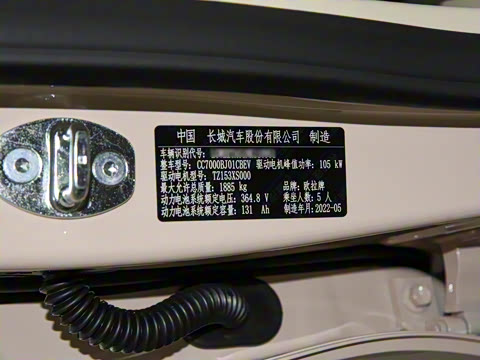 中国 长城汽车股份有限公司 制造
车辆识别代号:
整车型号: CC7000BJ01CBEV 驱动电机峰值功率: 105 kW
驱动电机型号: TZ153XS000
最大允许总质量: 1885 kg 品牌: 欧拉牌
动力电池系统额定电压: 364.8 V 乘坐人数: 5 人
动力电池系统额定容量: 131 Ah 制造年月: 2022-05